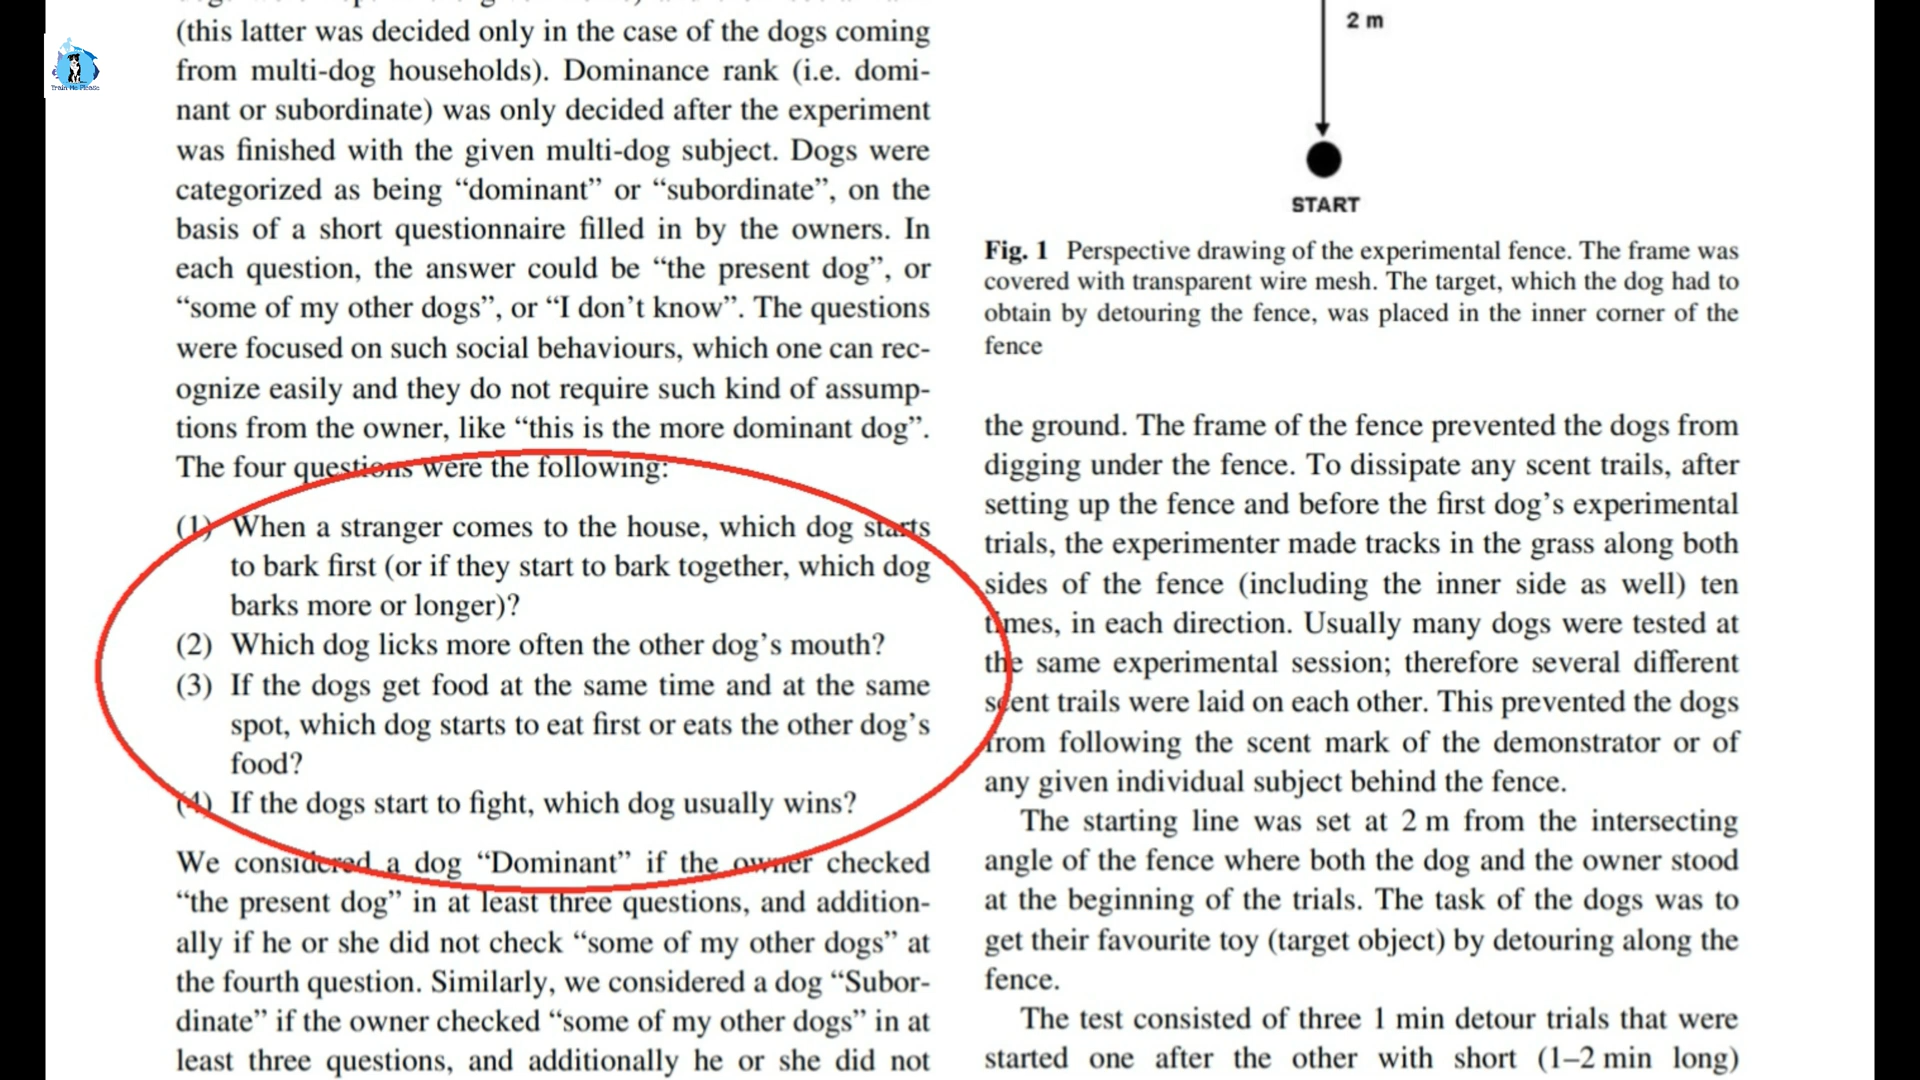 Train Me Please
(this latter was decided only in the case of the dogs coming
from multi-dog households). Dominance rank (i.e. domi-
nant or subordinate) was only decided after the experiment
was finished with the given multi-dog subject. Dogs were
categorized as being “dominant” or “subordinate”, on the
basis of a short questionnaire filled in by the owners. In
each question, the answer could be “the present dog”, or
“some of my other dogs”, or “I don’t know”. The questions
were focused on such social behaviours, which one can rec-
ognize easily and they do not require such kind of assump-
tions from the owner, like “this is the more dominant dog”.
The four questions were the following:
(1) When a stranger comes to the house, which dog starts
to bark first (or if they start to bark together, which dog
barks more or longer)?
(2) Which dog licks more often the other dog’s mouth?
(3) If the dogs get food at the same time and at the same
spot, which dog starts to eat first or eats the other dog’s
food?
(4) If the dogs start to fight, which dog usually wins?
We considered a dog “Dominant” if the owner checked
“the present dog” in at least three questions, and addition-
ally if he or she did not check “some of my other dogs” at
the fourth question. Similarly, we considered a dog “Subor-
dinate” if the owner checked “some of my other dogs” in at
least three questions, and additionally he or she did not
2 m
START
Fig. 1 Perspective drawing of the experimental fence. The frame was
covered with transparent wire mesh. The target, which the dog had to
obtain by detouring the fence, was placed in the inner corner of the
fence
the ground. The frame of the fence prevented the dogs from
digging under the fence. To dissipate any scent trails, after
setting up the fence and before the first dog’s experimental
trials, the experimenter made tracks in the grass along both
sides of the fence (including the inner side as well) ten
times, in each direction. Usually many dogs were tested at
the same experimental session; therefore several different
scent trails were laid on each other. This prevented the dogs
from following the scent mark of the demonstrator or of
any given individual subject behind the fence.
The starting line was set at 2 m from the intersecting
angle of the fence where both the dog and the owner stood
at the beginning of the trials. The task of the dogs was to
get their favourite toy (target object) by detouring along the
fence.
The test consisted of three 1 min detour trials that were
started one after the other with short (1–2 min long)